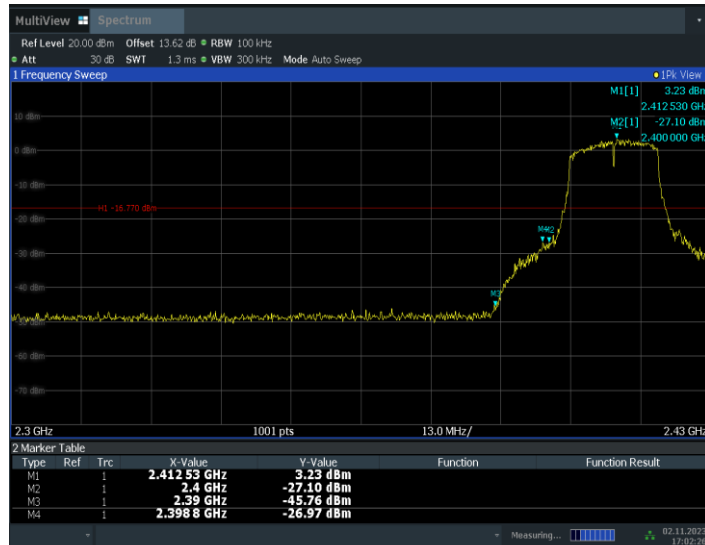 MultiView Spectrum
Ref Level 20.00 dBm Offset 13.62 dB RBW 100 kHz
Att 30 dB SWT 1.3 ms VBW 300 kHz Mode Auto Sweep
1 Frequency Sweep 1Pk View
M1[1] 3.23 dBm
2.412 530 GHz
M2[1] -27.10 dBm
2.400 000 GHz
10 dBm
0 dBm
-10 dBm
H1 -16.770 dBm
-20 dBm
M4 M2
-30 dBm
-40 dBm
M3
-60 dBm
-70 dBm
2.3 GHz 1001 pts 13.0 MHz/ 2.43 GHz
2 Marker Table
Type Ref Trc X-Value Y-Value Function Function Result
M1 1 2.412 53 GHz 3.23 dBm
M2 1 2.4 GHz -27.10 dBm
M3 1 2.39 GHz -45.76 dBm
M4 1 2.398 8 GHz -26.97 dBm
Measuring... 02.11.2023
17:02:26